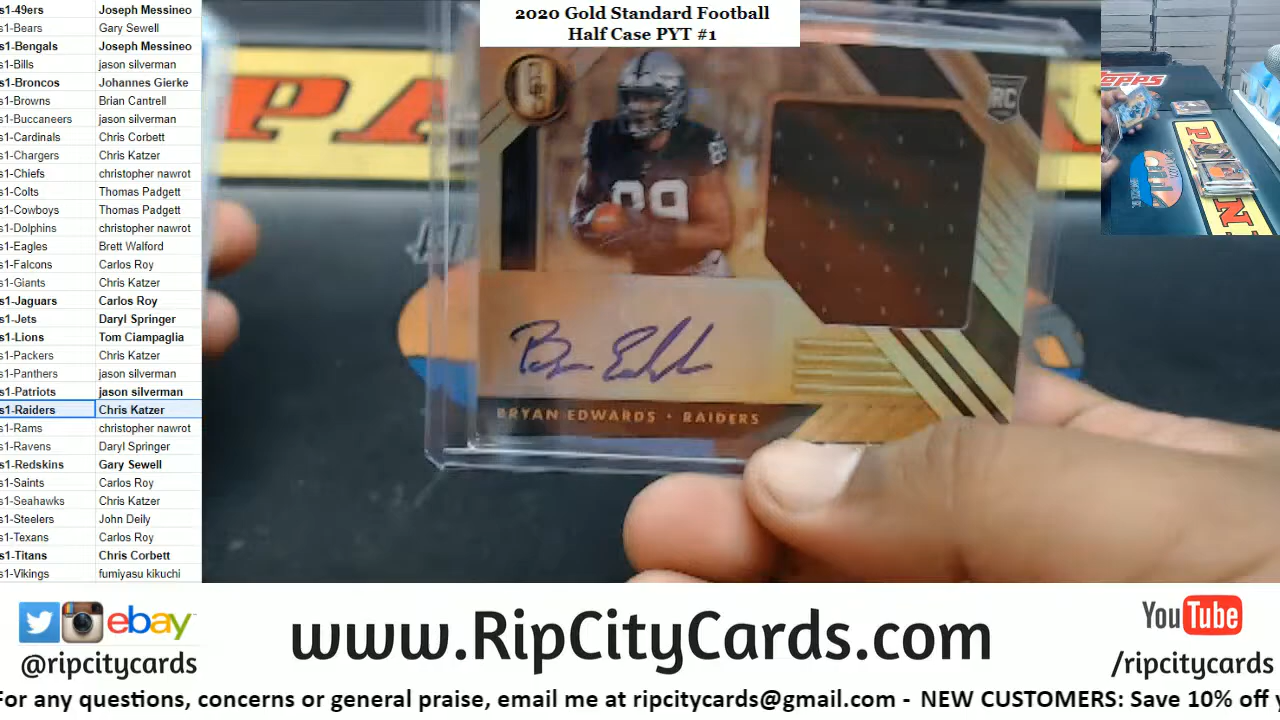 2020 Gold Standard Football
Half Case PYT #1
s1-49ers Joseph Messineo
s1-Bears Gary Sewell
s1-Bengals Joseph Messineo
s1-Bills jason silverman
s1-Broncos Johannes Gierke
s1-Browns Brian Cantrell
s1-Buccaneers jason silverman
s1-Cardinals Chris Corbett
s1-Chargers Chris Katzer
s1-Chiefs christopher nawrot
s1-Colts Thomas Padgett
s1-Cowboys Thomas Padgett
s1-Dolphins christopher nawrot
s1-Eagles Brett Walford
s1-Falcons Carlos Roy
s1-Giants Chris Katzer
s1-Jaguars Carlos Roy
s1-Jets Daryl Springer
s1-Lions Tom Ciampaglia
s1-Packers Chris Katzer
s1-Panthers jason silverman
s1-Patriots jason silverman
s1-Raiders Chris Katzer
s1-Rams christopher nawrot
s1-Ravens Daryl Springer
s1-Redskins Gary Sewell
s1-Saints Carlos Roy
s1-Seahawks Chris Katzer
s1-Steelers John Deily
s1-Texans Carlos Roy
s1-Titans Chris Corbett
s1-Vikings fumiyasu kikuchi
PA
RC
89
89
BRYAN EDWARDS • RAIDERS
TOPPS
PA
N
ebay
@ripcitycards
www.RipCityCards.com
YouTube
/ripcitycards
For any questions, concerns or general praise, email me at ripcitycards@gmail.com - NEW CUSTOMERS: Save 10% off